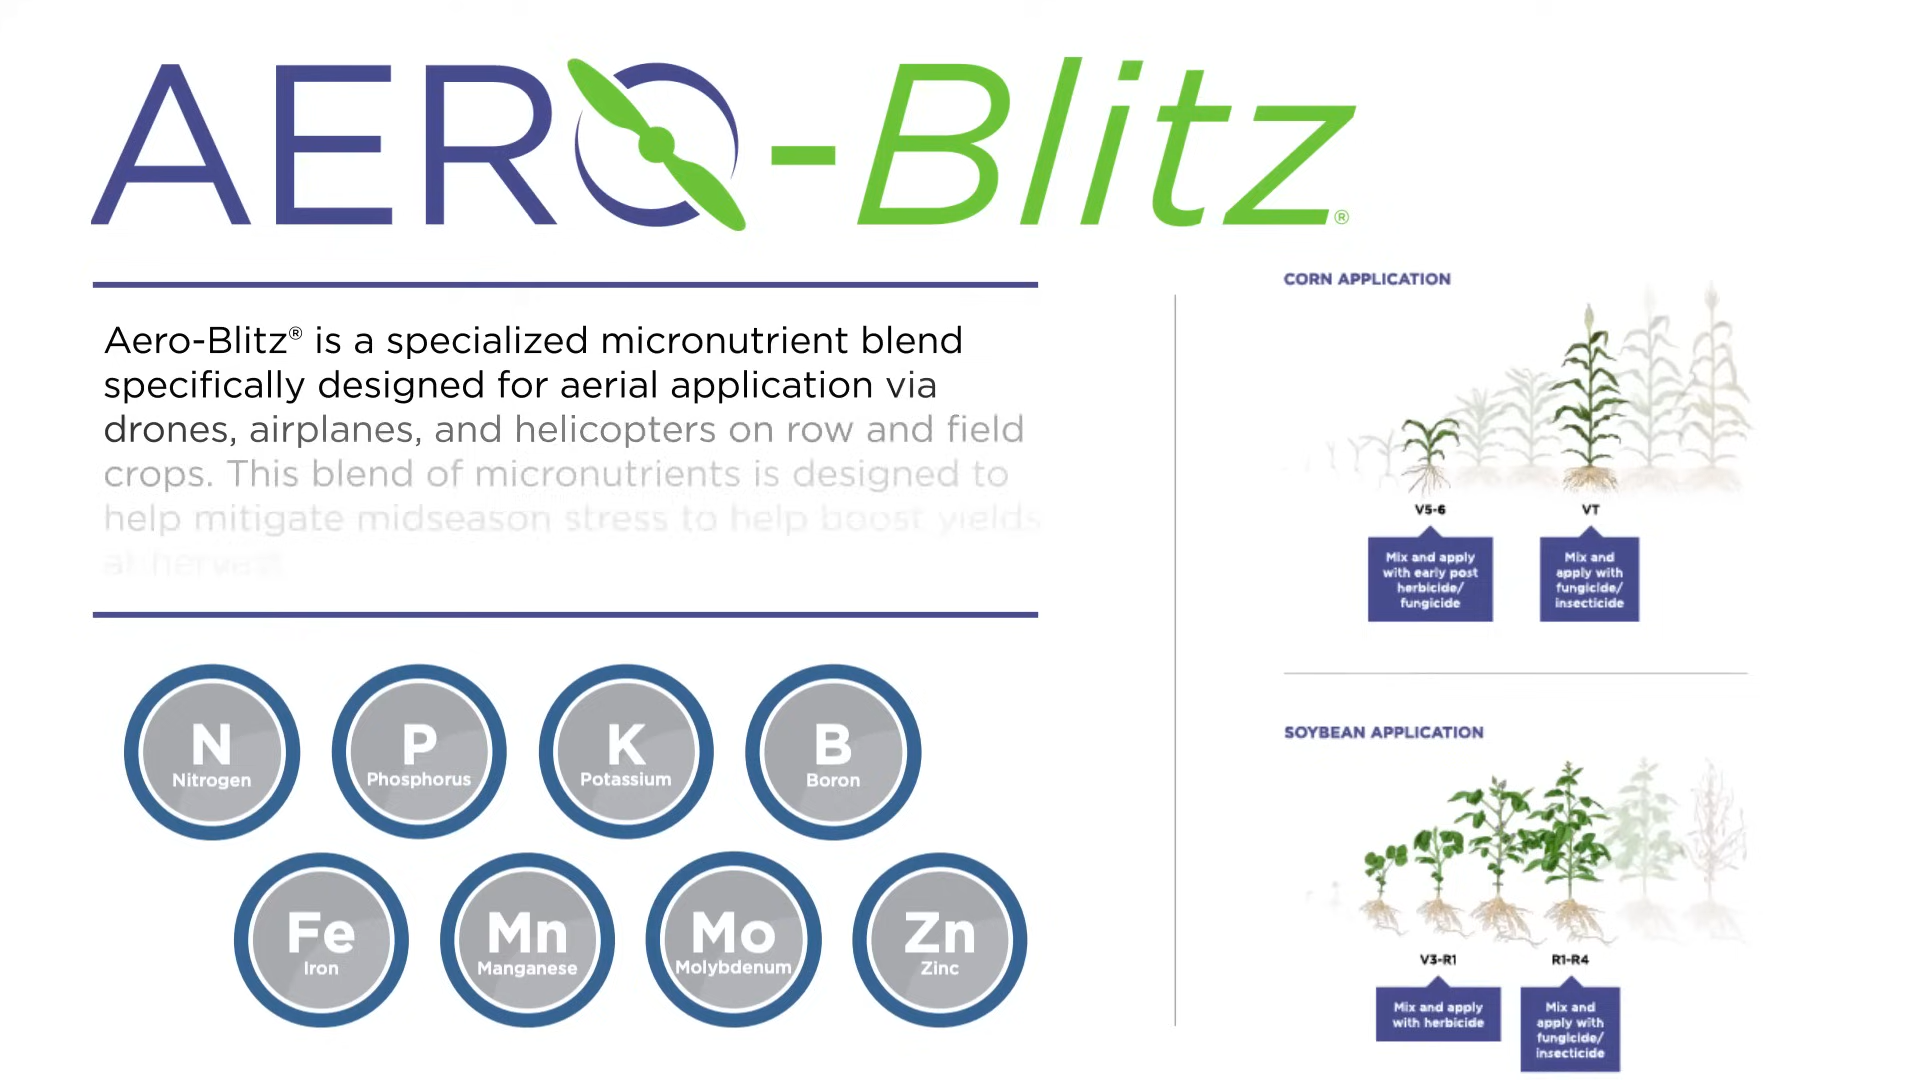 AERO-Blitz®
Aero-Blitz® is a specialized micronutrient blend
specifically designed for aerial application via
drones, airplanes, and helicopters on row and field
crops. This blend of micronutrients is designed to
help mitigate midseason stress to help boost yields
at harvest
N
Nitrogen
P
Phosphorus
K
Potassium
B
Boron
Fe
Iron
Mn
Manganese
Mo
Molybdenum
Zn
Zinc
CORN APPLICATION
V5-6
Mix and apply
with early post
herbicide/
fungicide
VT
Mix and
apply with
fungicide/
insecticide
SOYBEAN APPLICATION
V3-R1
Mix and apply
with herbicide
R1-R4
Mix and
apply with
fungicide/
insecticide